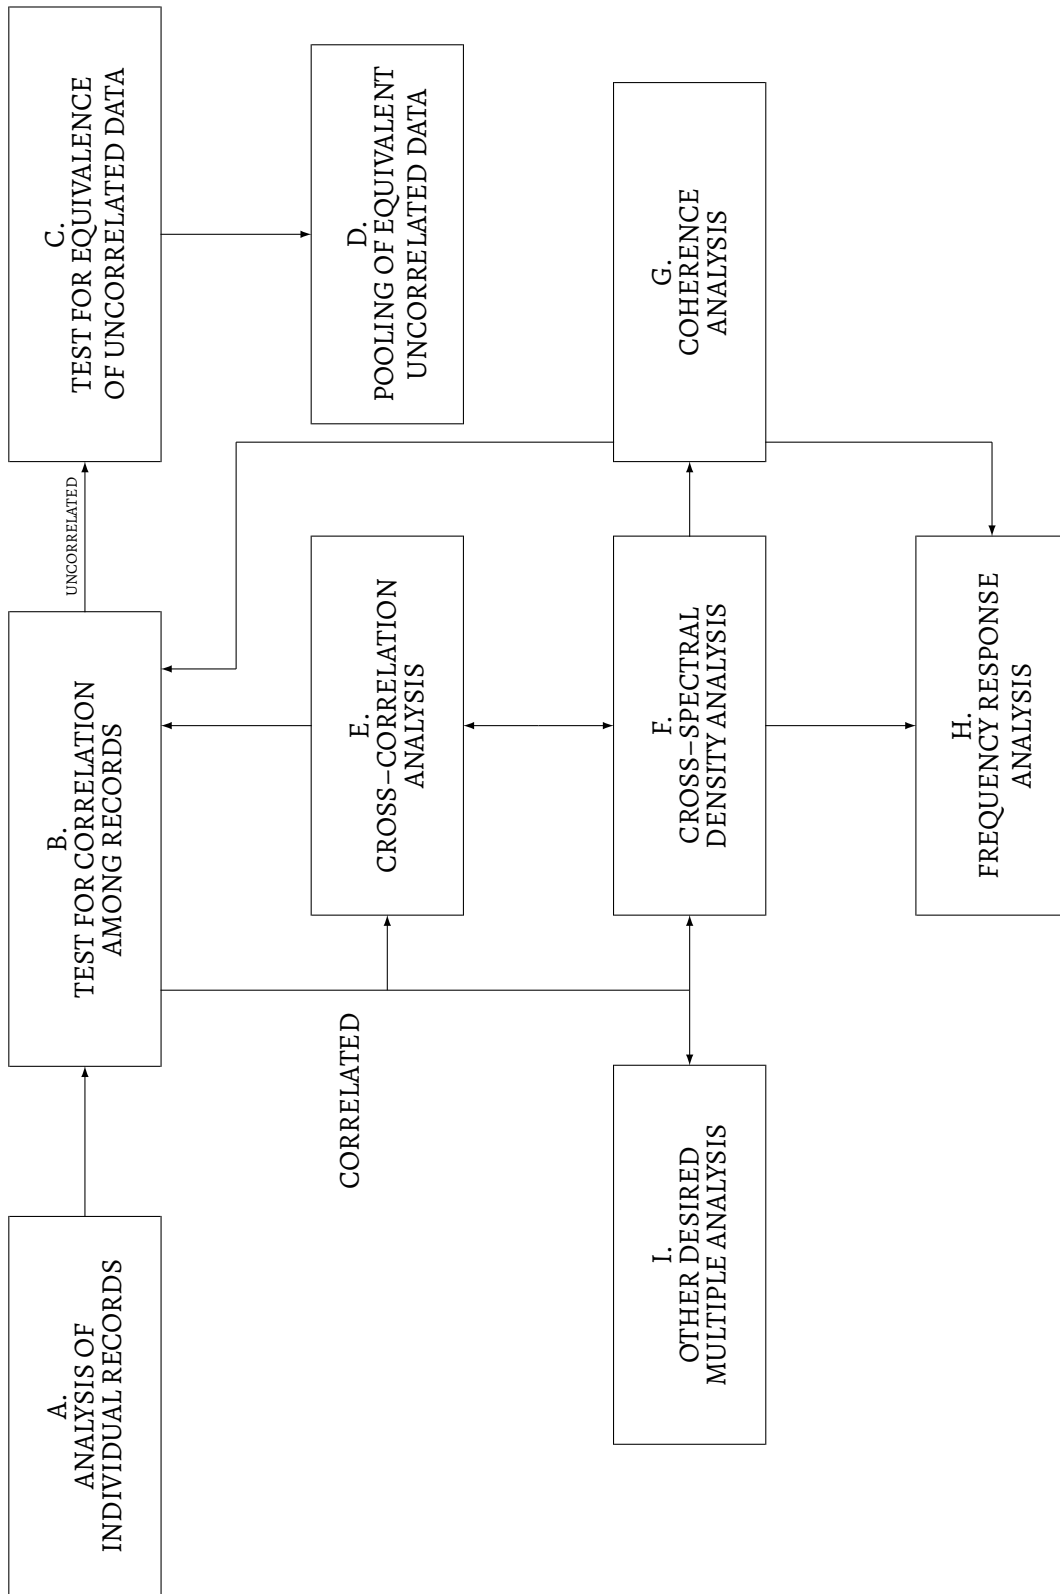 A.
ANALYSIS OF
INDIVIDUAL RECORDS
B.
TEST FOR CORRELATION
AMONG RECORDS
UNCORRELATED
C.
TEST FOR EQUIVALENCE
OF UNCORRELATED DATA
CORRELATED
E.
CROSS–CORRELATION
ANALYSIS
D.
POOLING OF EQUIVALENT
UNCORRELATED DATA
I.
OTHER DESIRED
MULTIPLE ANALYSIS
F.
CROSS–SPECTRAL
DENSITY ANALYSIS
G.
COHERENCE
ANALYSIS
H.
FREQUENCY RESPONSE
ANALYSIS